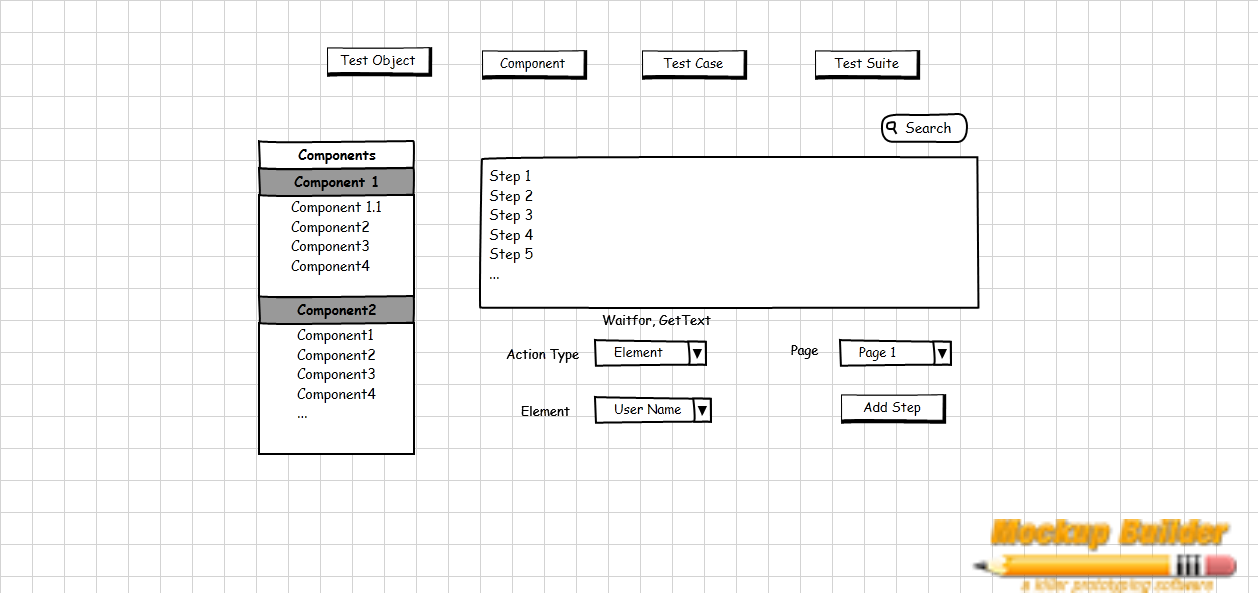 Test Object
Component
Test Case
Test Suite
Search
Components
Component 1
Component 1.1
Component2
Component3
Component4
Component2
Component1
Component2
Component3
Component4
...
Step 1
Step 2
Step 3
Step 4
Step 5
...
Waitfor, GetText
Action Type
Element
Page
Page 1
Element
User Name
Add Step
Mockup Builder
a killer prototyping software